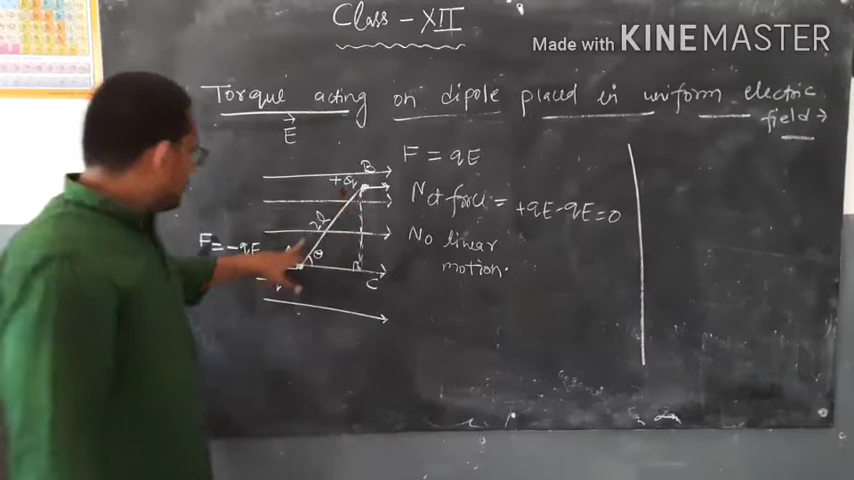 Class - XII
Made with KINEMASTER
Torque acting on dipole placed in uniform electric
field →
E
F = qE
B
+q
Net force = +qE - qE = 0
No linear
motion.
F = -qE
θ
C